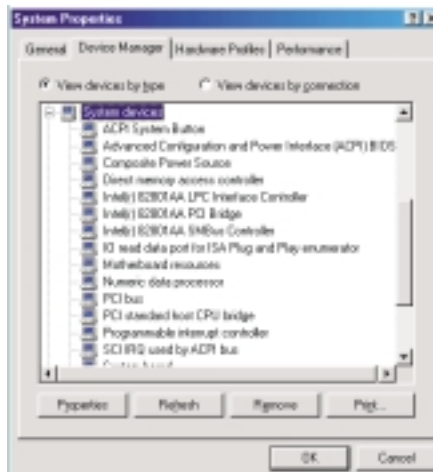 System Properties
General Device Manager Hardware Profiles Performance
View devices by type View devices by connection
System devices
ACPI System Button
Advanced Configuration and Power Interface (ACPI) BIOS
Composite Power Source
Direct memory access controller
Intel(r) 82801AA LPC Interface Controller
Intel(r) 82801AA PCI Bridge
Intel(r) 82801AA SMBus Controller
IO read data port for ISA Plug and Play enumerator
Motherboard resources
Numeric data processor
PCI bus
PCI standard host CPU bridge
Programmable interrupt controller
SCI IRQ used by ACPI bus
System board
Properties Refresh Remove Print...
OK Cancel